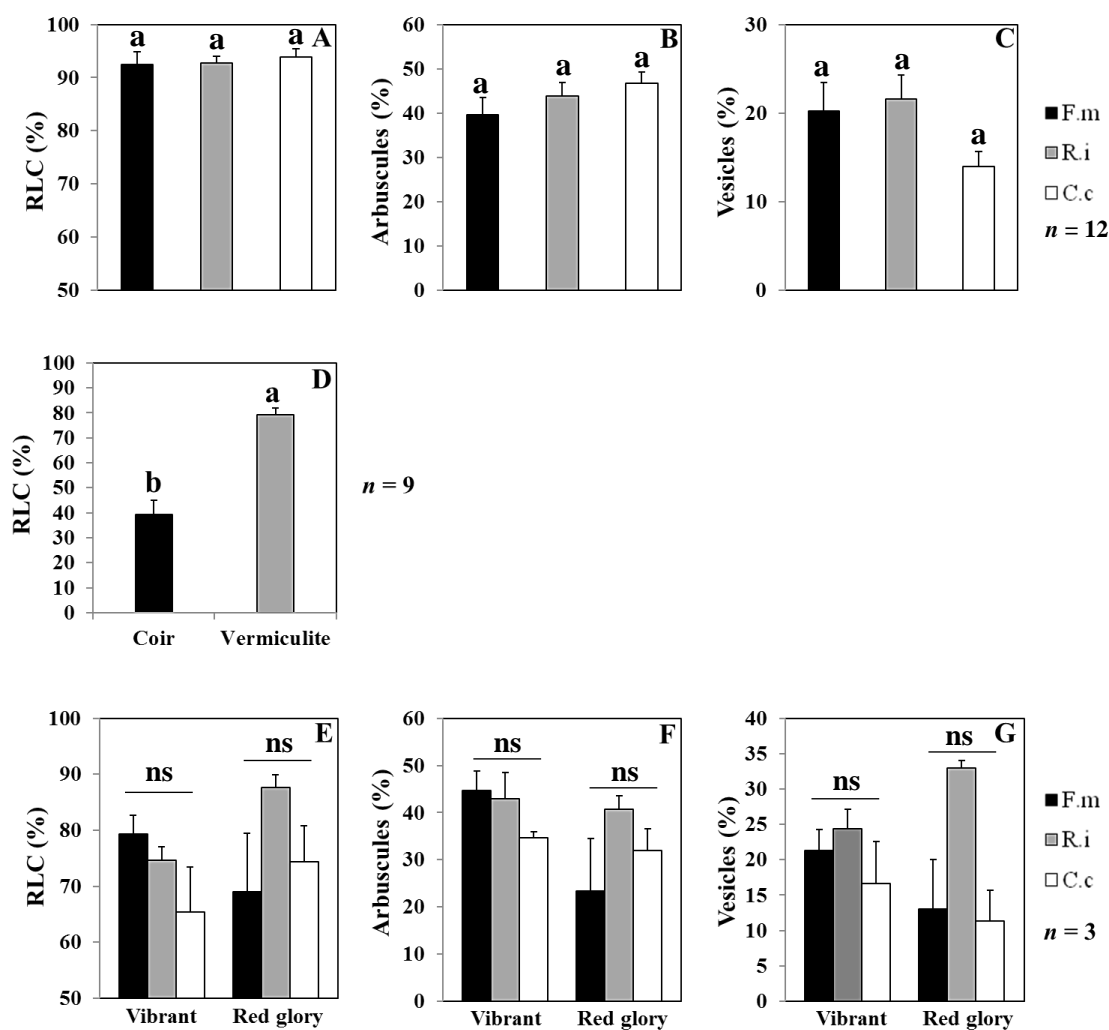 A
RLC (%)
100
90
80
70
60
50
a a a
B
Arbuscules (%)
60
50
40
30
20
10
0
a a a
C
Vesicles (%)
30
20
10
0
a a a
F.m
R.i
C.c
n = 12
D
RLC (%)
100
90
80
70
60
50
40
30
20
10
0
b a
Coir Vermiculite
n = 9
E
RLC (%)
100
90
80
70
60
50
ns ns
Vibrant Red glory
F
Arbuscules (%)
60
50
40
30
20
10
0
ns ns
Vibrant Red glory
G
Vesicles (%)
40
35
30
25
20
15
10
5
0
ns ns
Vibrant Red glory
F.m
R.i
C.c
n = 3